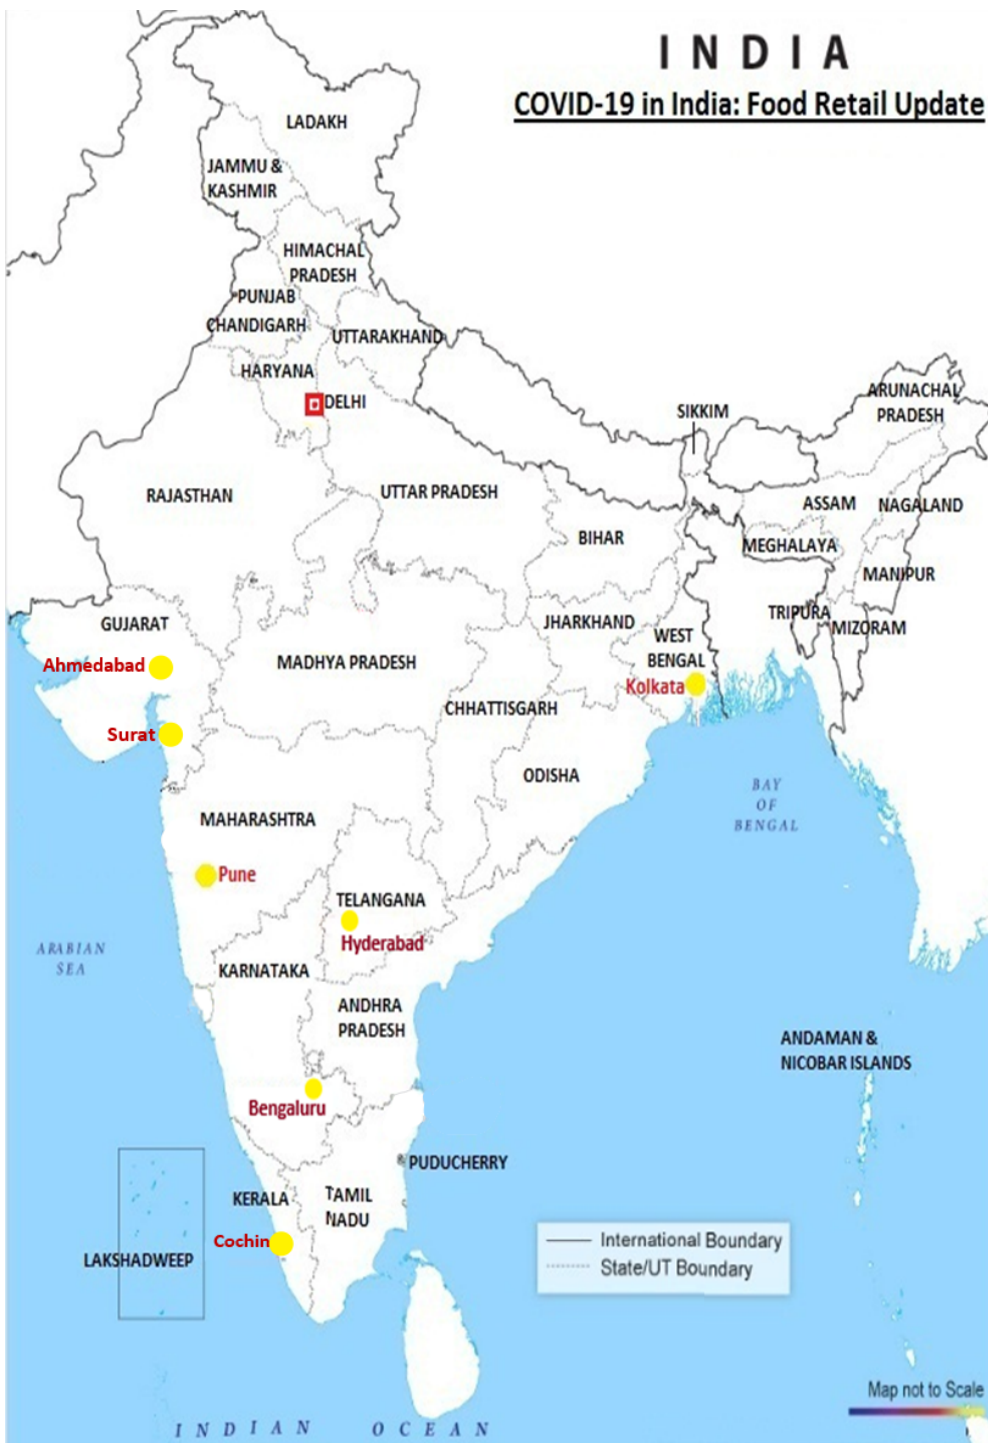 INDIA
COVID-19 in India: Food Retail Update
LADAKH
JAMMU &
KASHMIR
HIMACHAL
PRADESH
PUNJAB
CHANDIGARH
UTTARAKHAND
HARYANA
DELHI
SIKKIM
ARUNACHAL
PRADESH
RAJASTHAN
UTTAR PRADESH
ASSAM
NAGALAND
BIHAR
MEGHALAYA
MANIPUR
GUJARAT
JHARKHAND
TRIPURA
MIZORAM
WEST
BENGAL
Ahmedabad
MADHYA PRADESH
Kolkata
CHHATTISGARH
Surat
ODISHA
BAY
OF
BENGAL
MAHARASHTRA
Pune
TELANGANA
Hyderabad
ARABIAN
SEA
KARNATAKA
ANDHRA
PRADESH
ANDAMAN &
NICOBAR ISLANDS
Bengaluru
PUDUCHERRY
KERALA
TAMIL
NADU
Cochin
LAKSHADWEEP
International Boundary
State/UT Boundary
Map not to Scale
INDIAN OCEAN